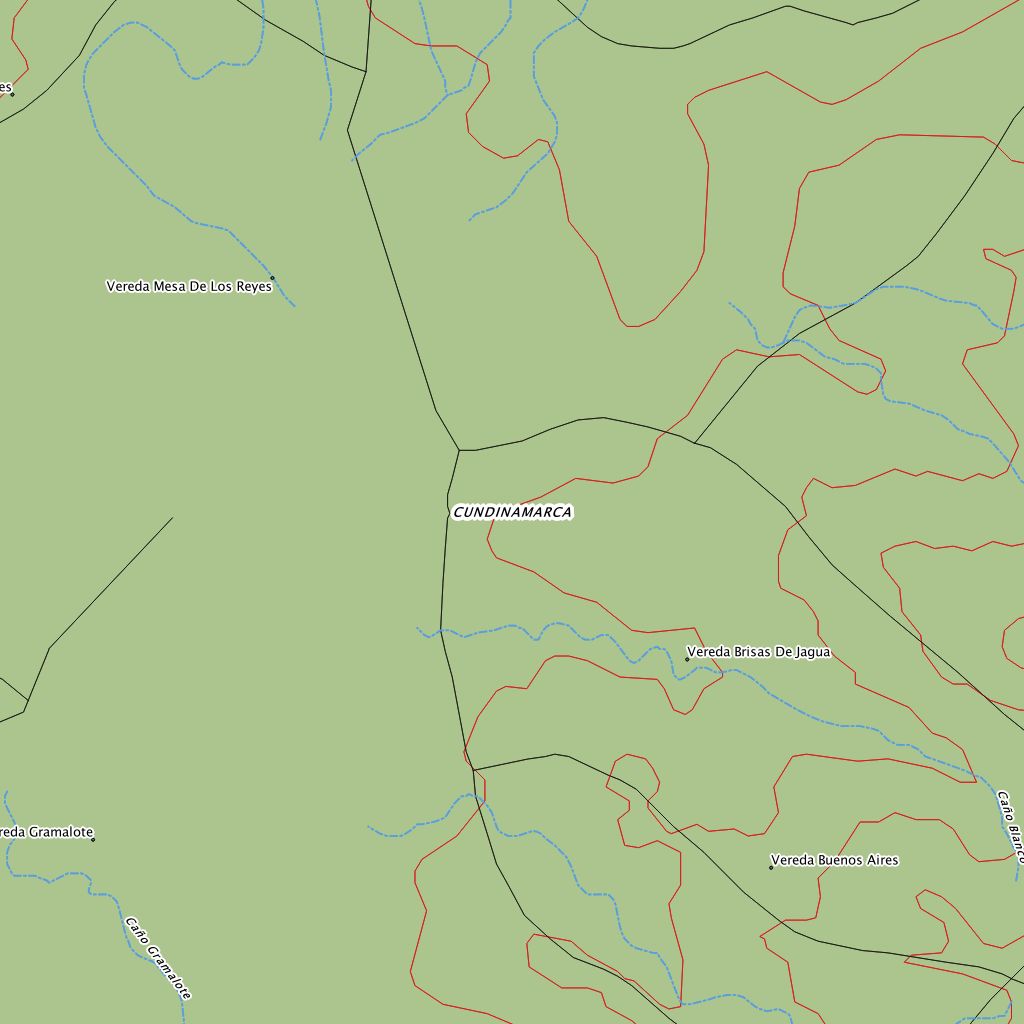 es
Vereda Mesa De Los Reyes
CUNDINAMARCA
Vereda Brisas De Jagua
Caño Blanco
reda Gramalote
Vereda Buenos Aires
Caño Gramalote